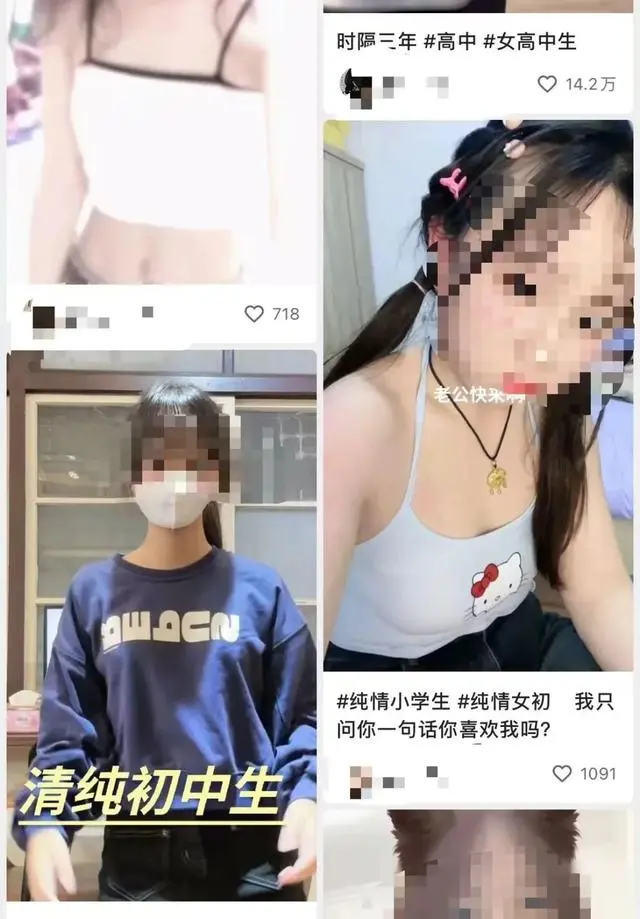 718
清纯初中生
时隔三年 #高中 #女高中生
14.2万
老公快来
#纯情小学生 #纯情女初 我只
问你一句话你喜欢我吗?
1091